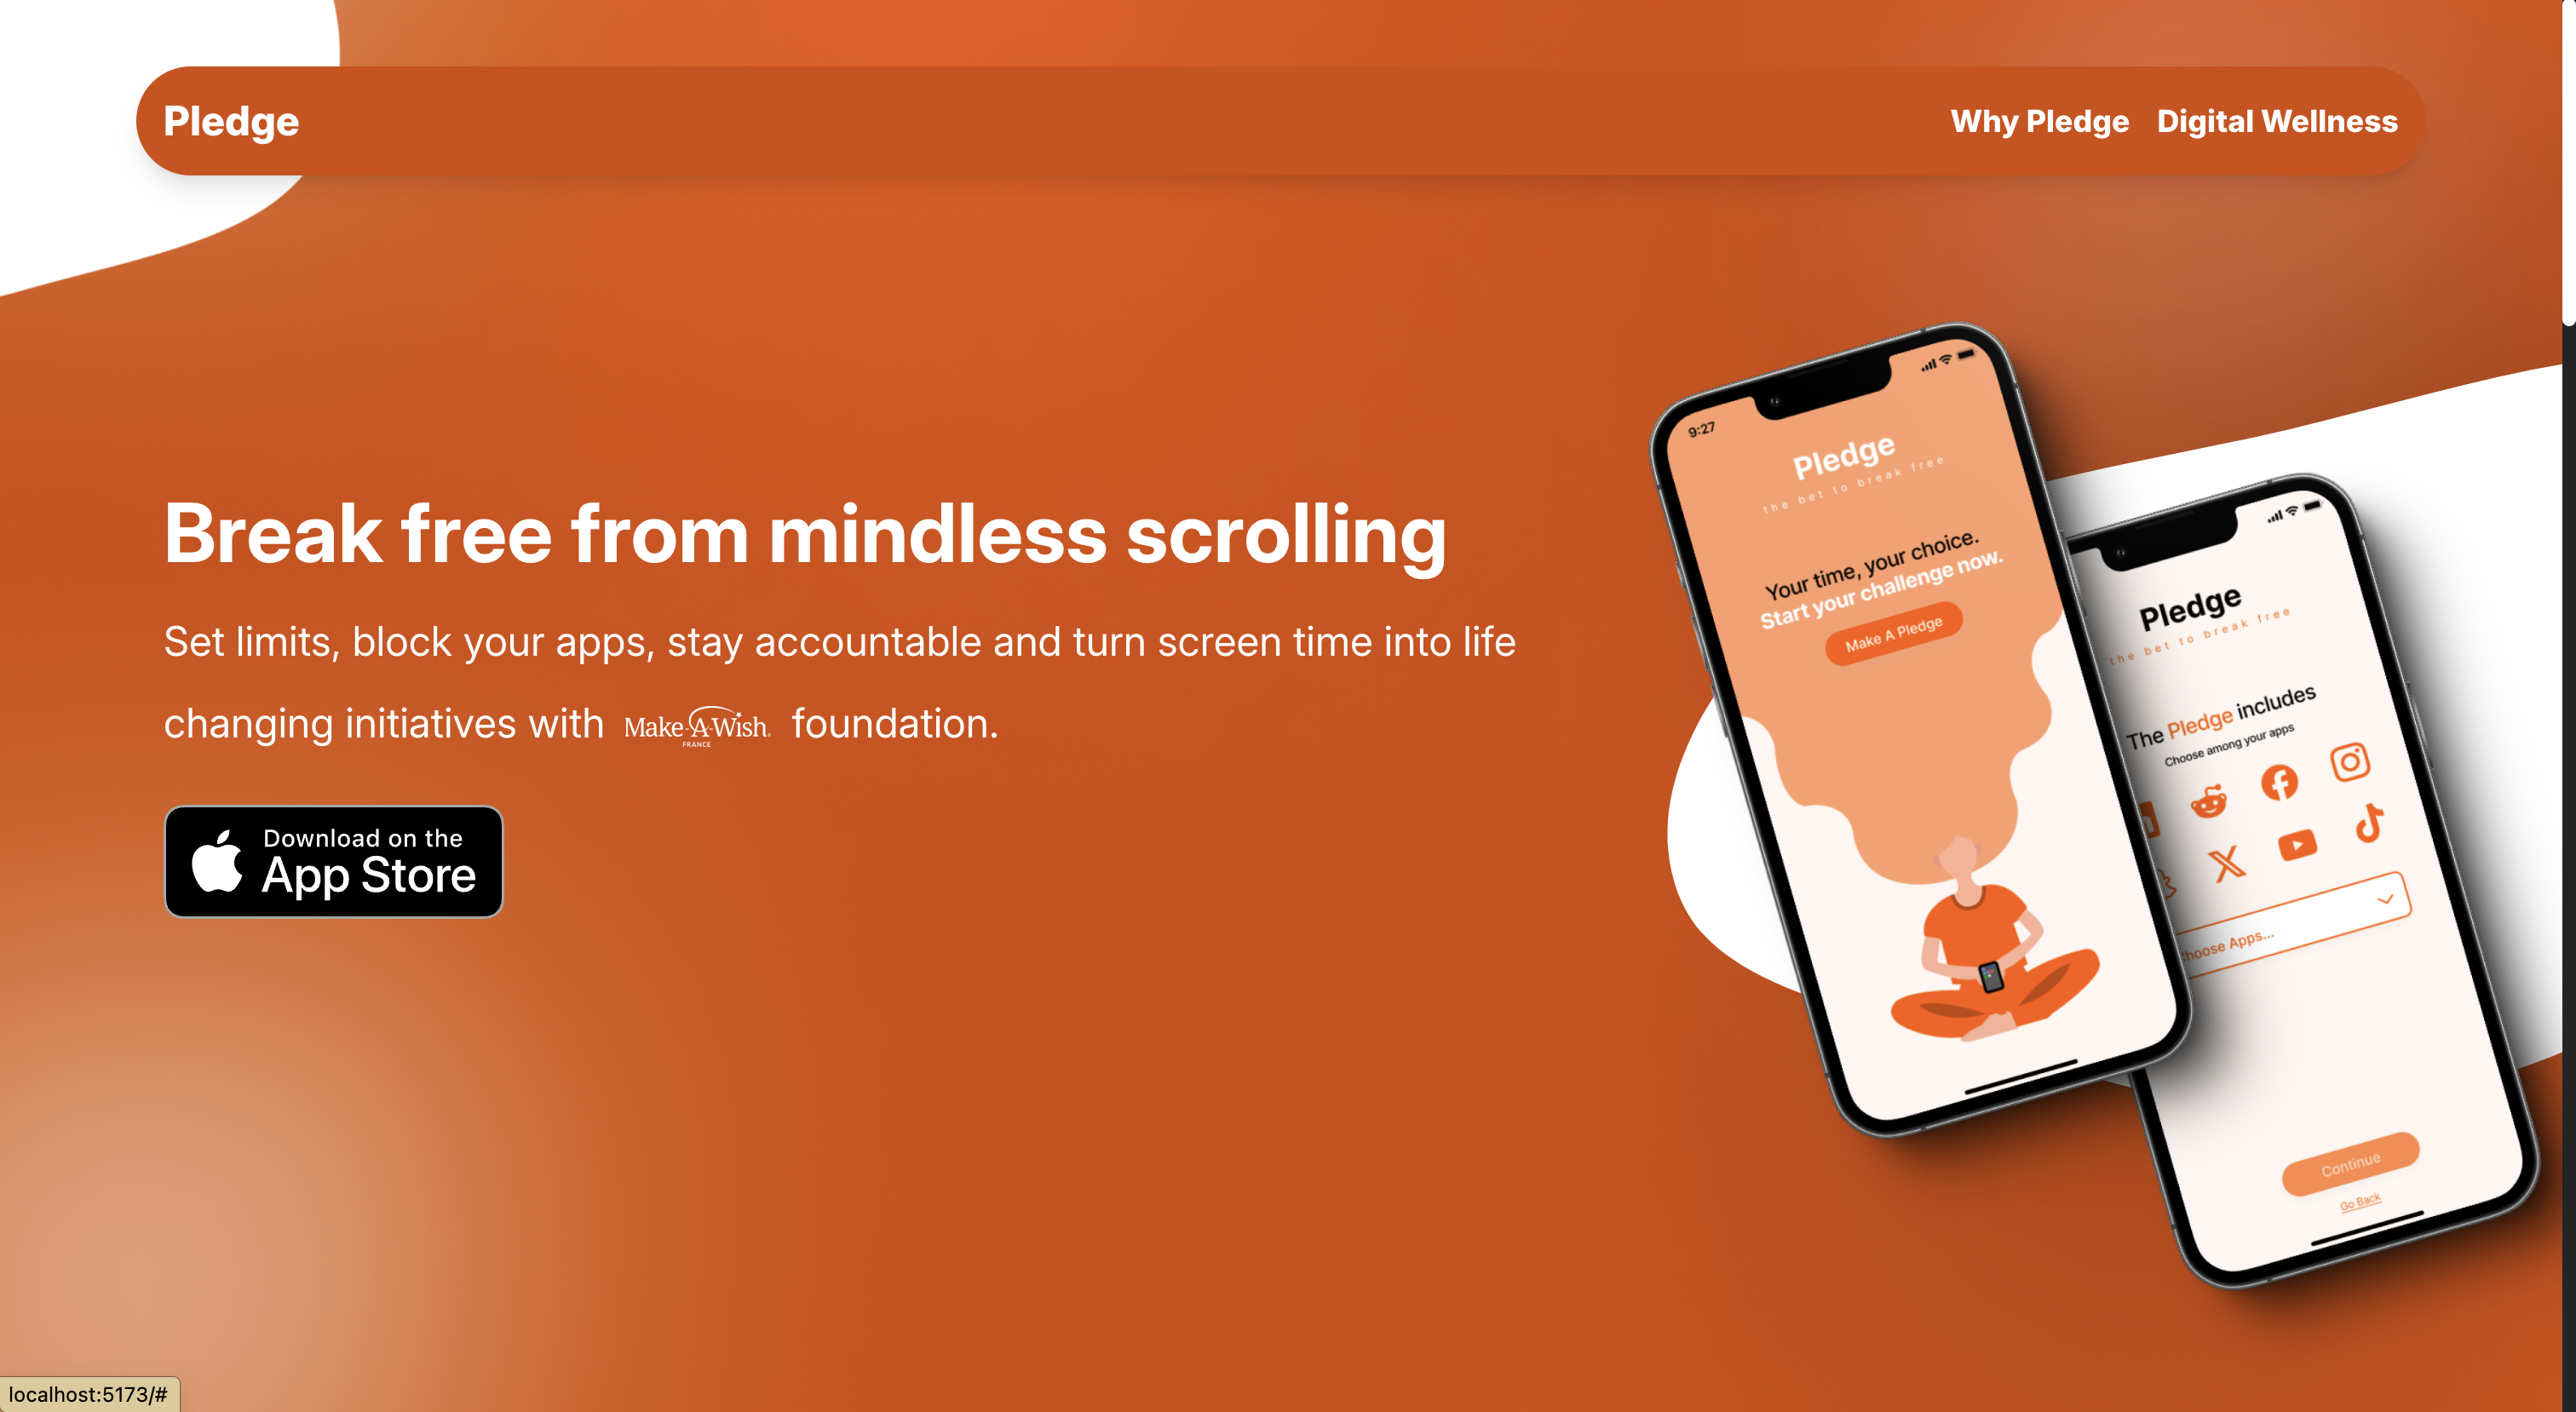 Pledge
Why Pledge
Digital Wellness
Break free from mindless scrolling
Set limits, block your apps, stay accountable and turn screen time into life
changing initiatives with Make-A-Wish® foundation.
FRANCE
Download on the
App Store
9:27
Pledge
the bet to break free
Your time, your choice.
Start your challenge now.
Make A Pledge
Pledge
the bet to break free
The Pledge includes
Choose among your apps
hoose Apps...
Continue
Go Back
localhost:5173/#